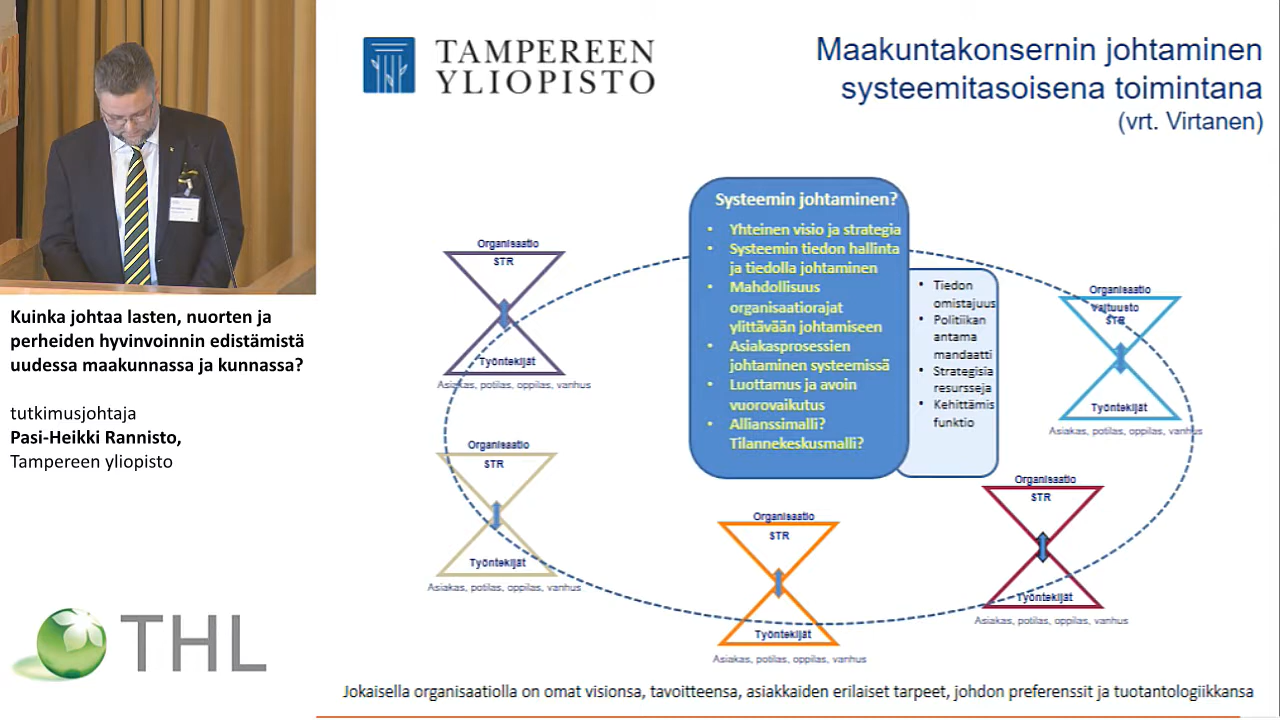 TAMPEREEN
YLIOPISTO
Maakuntakonsernin johtaminen
systeemitasoisena toimintana
(vrt. Virtanen)
Kuinka johtaa lasten, nuorten ja
perheiden hyvinvoinnin edistämistä
uudessa maakunnassa ja kunnassa?
tutkimusjohtaja
Pasi-Heikki Rannisto,
Tampereen yliopisto
THL
Systeemin johtaminen?
• Yhteinen visio ja strategia
• Systeemin tiedon hallinta
ja tiedolla johtaminen
• Mahdollisuus
organisaatiorajat
ylittävään johtamiseen
• Asiakasprosessien
johtaminen systeemissä
• Luottamus ja avoin
vuorovaikutus
• Allianssimalli?
Tilannekeskusmalli?
• Tiedon
omistajuus
• Politiikan
antama
mandaatti
• Strategisia
resursseja
• Kehittämis
funktio
Organisaatio
STR
Työntekijät
Asiakas, potilas, oppilas, vanhus
Organisaatio
Valtuusto
STR
Työntekijät
Asiakas, potilas, oppilas, vanhus
Organisaatio
STR
Työntekijät
Asiakas, potilas, oppilas, vanhus
Organisaatio
STR
Työntekijät
Asiakas, potilas, oppilas, vanhus
Organisaatio
STR
Työntekijät
Asiakas, potilas, oppilas, vanhus
Jokaisella organisaatiolla on omat visionsa, tavoitteensa, asiakkaiden erilaiset tarpeet, johdon preferenssit ja tuotantologiikkansa